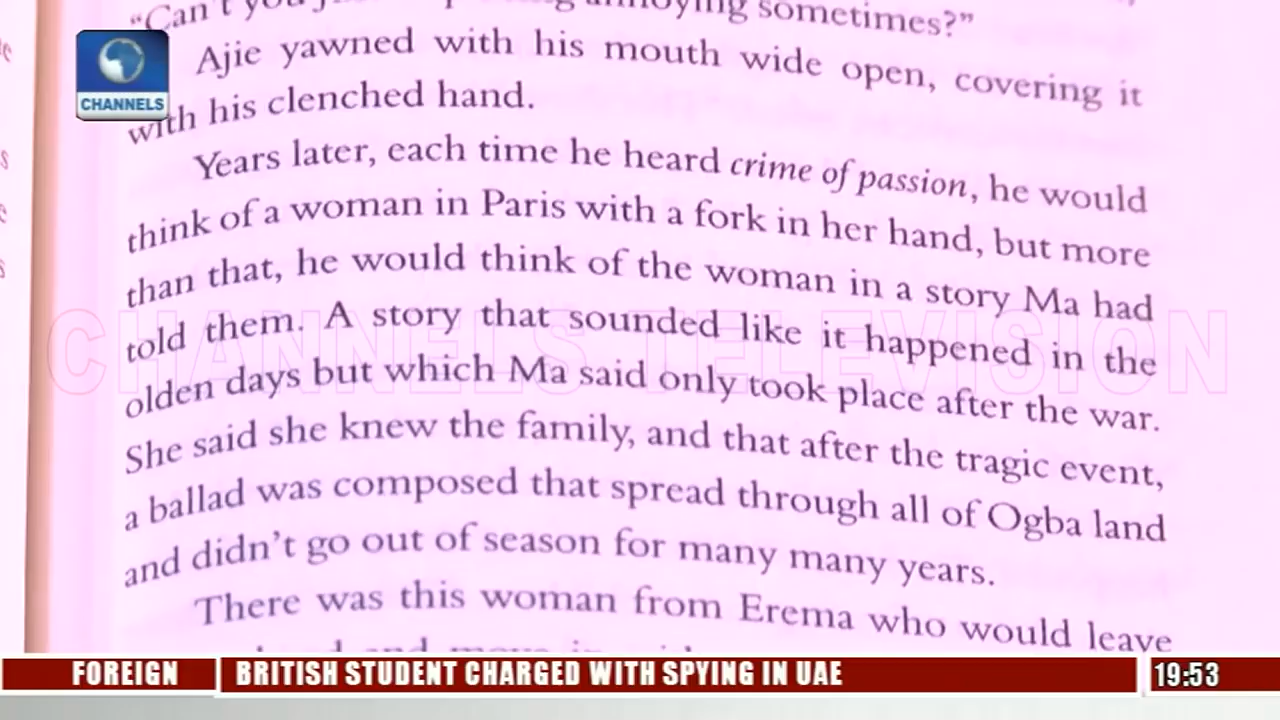 "Can't you annoying sometimes?"
Ajie yawned with his mouth wide open, covering it
with his clenched hand.
Years later, each time he heard crime of passion, he would
think of a woman in Paris with a fork in her hand, but more
than that, he would think of the woman in a story Ma had
told them. A story that sounded like it happened in the
olden days but which Ma said only took place after the war.
She said she knew the family, and that after the tragic event,
a ballad was composed that spread through all of Ogba land
and didn't go out of season for many many years.
There was this woman from Erema who would leave
CHANNELS
CHANNELS TELEVISION
FOREIGN BRITISH STUDENT CHARGED WITH SPYING IN UAE 19:53